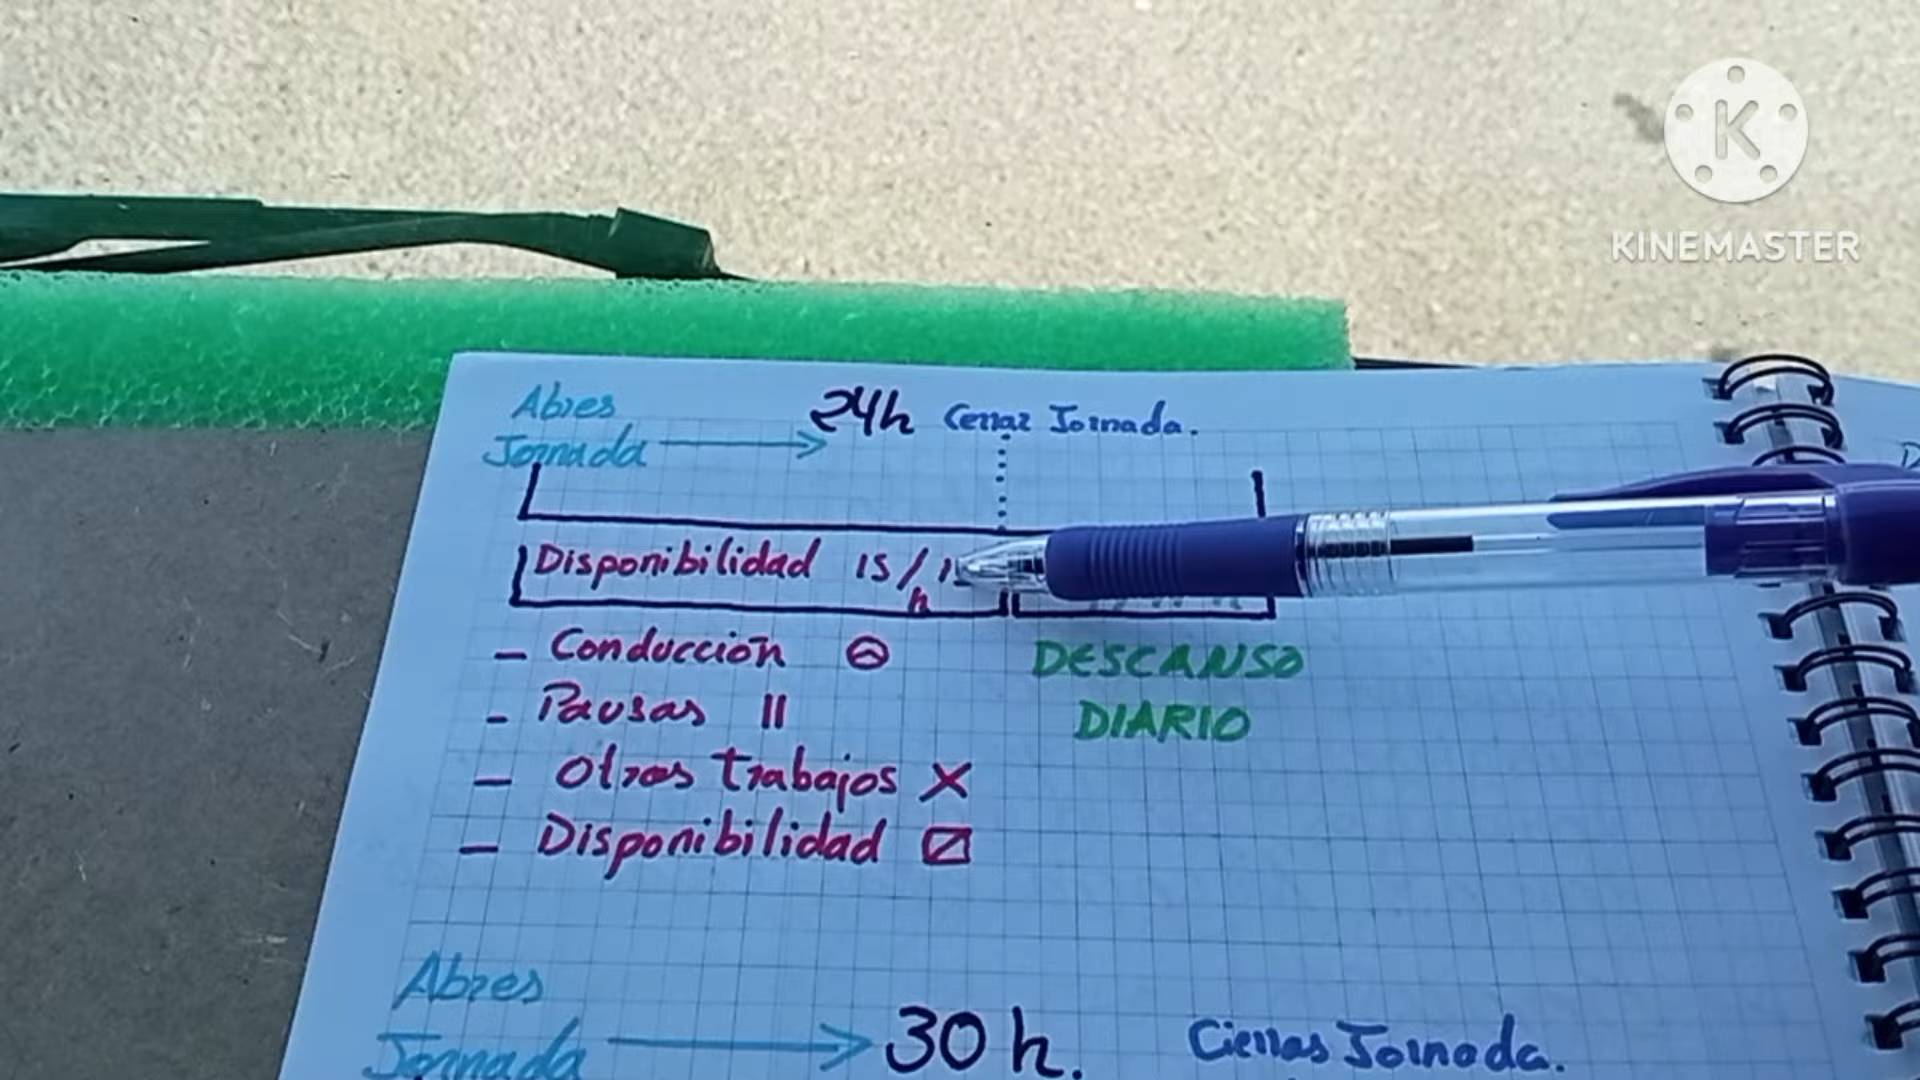 KINEMASTER
Abres
Jornada
24h Cerrar Jornada.
Disponibilidad 15/
h
- Conducción
- Pausas
- Otros trabajos X
- Disponibilidad
DESCANSO
DIARIO
Abres
Jornada
30 h.
Cierras Jornada.